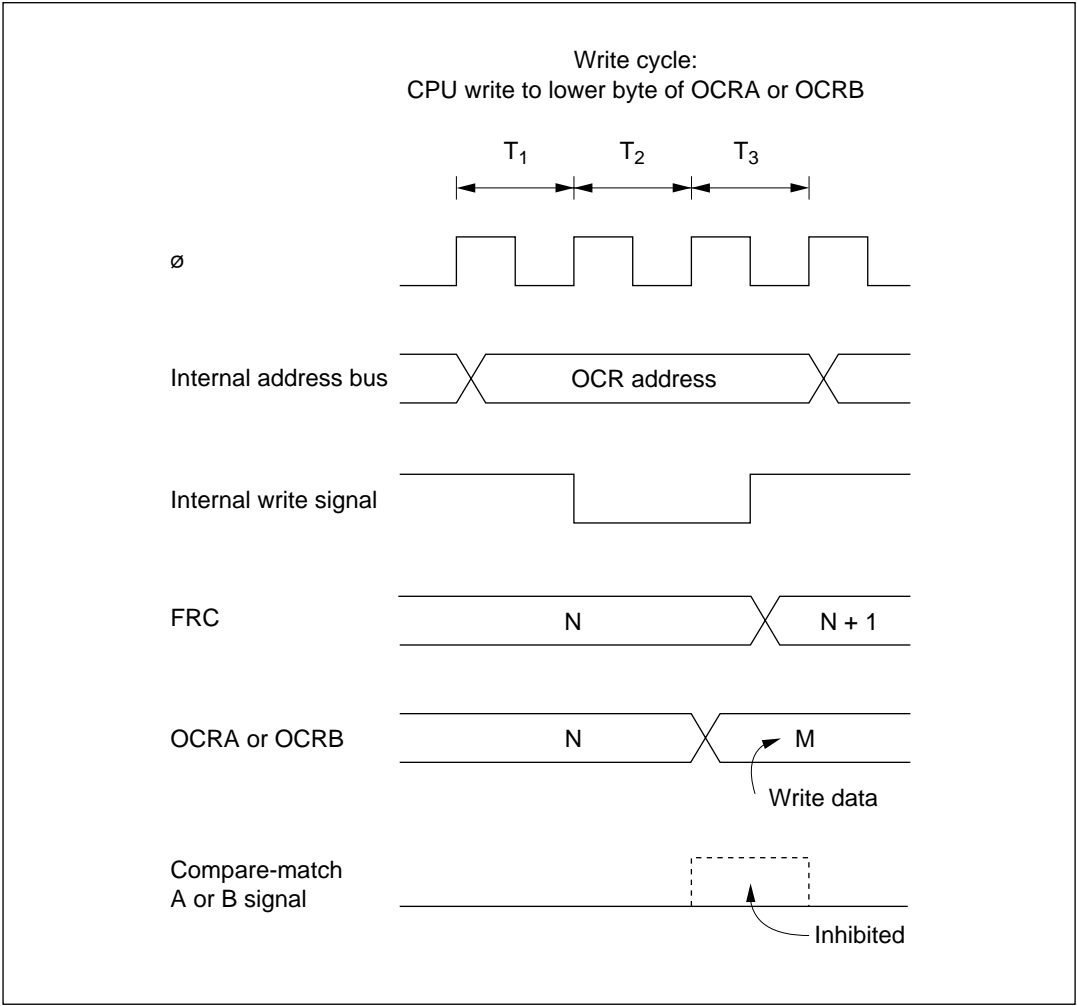 Write cycle:
CPU write to lower byte of OCRA or OCRB
T1 T2 T3
ø
Internal address bus OCR address
Internal write signal
FRC N N + 1
OCRA or OCRB N M
Write data
Compare-match
A or B signal
Inhibited